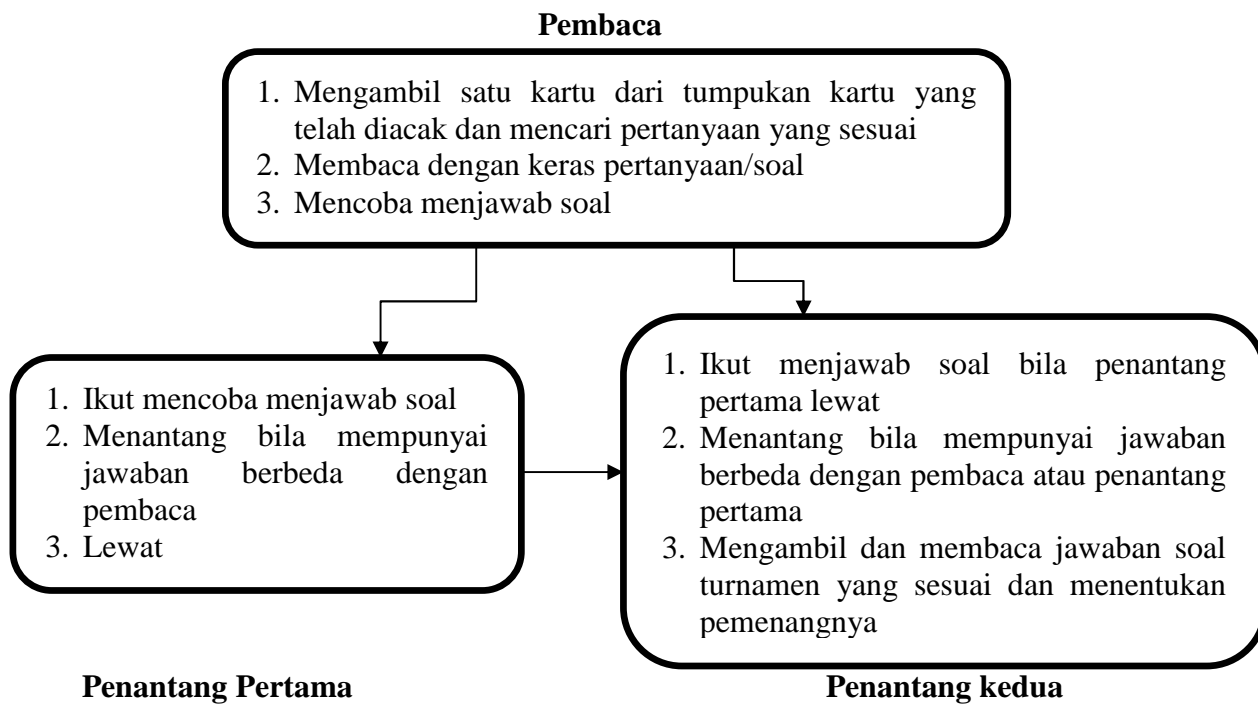 Pembaca
1. Mengambil satu kartu dari tumpukan kartu yang
telah diacak dan mencari pertanyaan yang sesuai
2. Membaca dengan keras pertanyaan/soal
3. Mencoba menjawab soal
1. Ikut mencoba menjawab soal
2. Menantang bila mempunyai
jawaban berbeda dengan
pembaca
3. Lewat
1. Ikut menjawab soal bila penantang
pertama lewat
2. Menantang bila mempunyai jawaban
berbeda dengan pembaca atau penantang
pertama
3. Mengambil dan membaca jawaban soal
turnamen yang sesuai dan menentukan
pemenangnya
Penantang Pertama
Penantang kedua